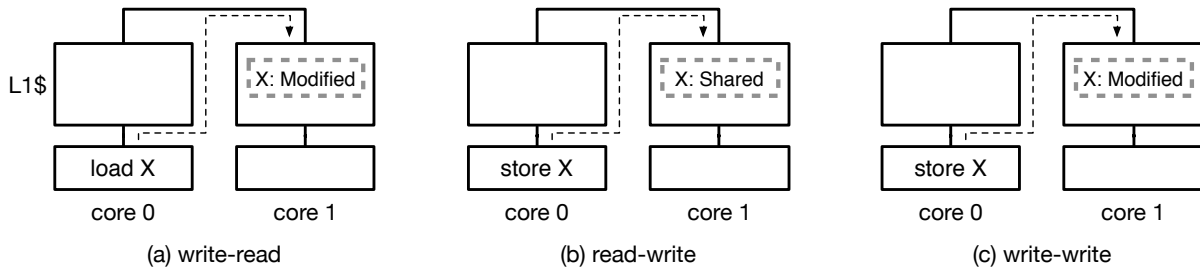 L1$
X: Modified
load X
core 0
core 1
(a) write-read
X: Shared
store X
core 0
core 1
(b) read-write
X: Modified
store X
core 0
core 1
(c) write-write